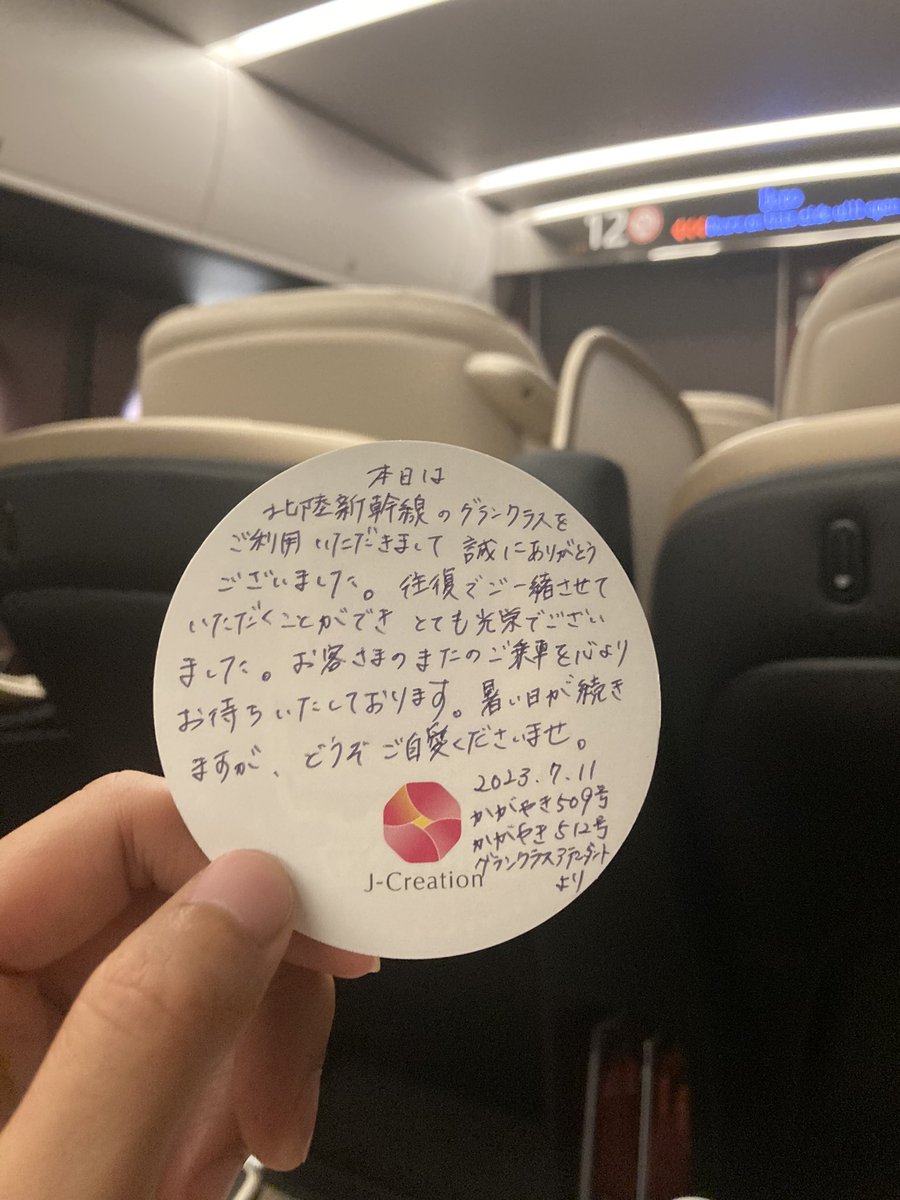 12
本日は
北陸新幹線のグランクラスを
ご利用いただきまして 誠にありがとう
ございました。往復でご一緒させて
いただくことができ とても光栄でござい
ました。お客さまのまたのご乗車を心より
お待ちいたしております。暑い日が続き
ますが、どうぞご自愛くださいませ。
2023.7.11
かがやき509号
かがやき512号
グランクラスアテンダント
より
J-Creation